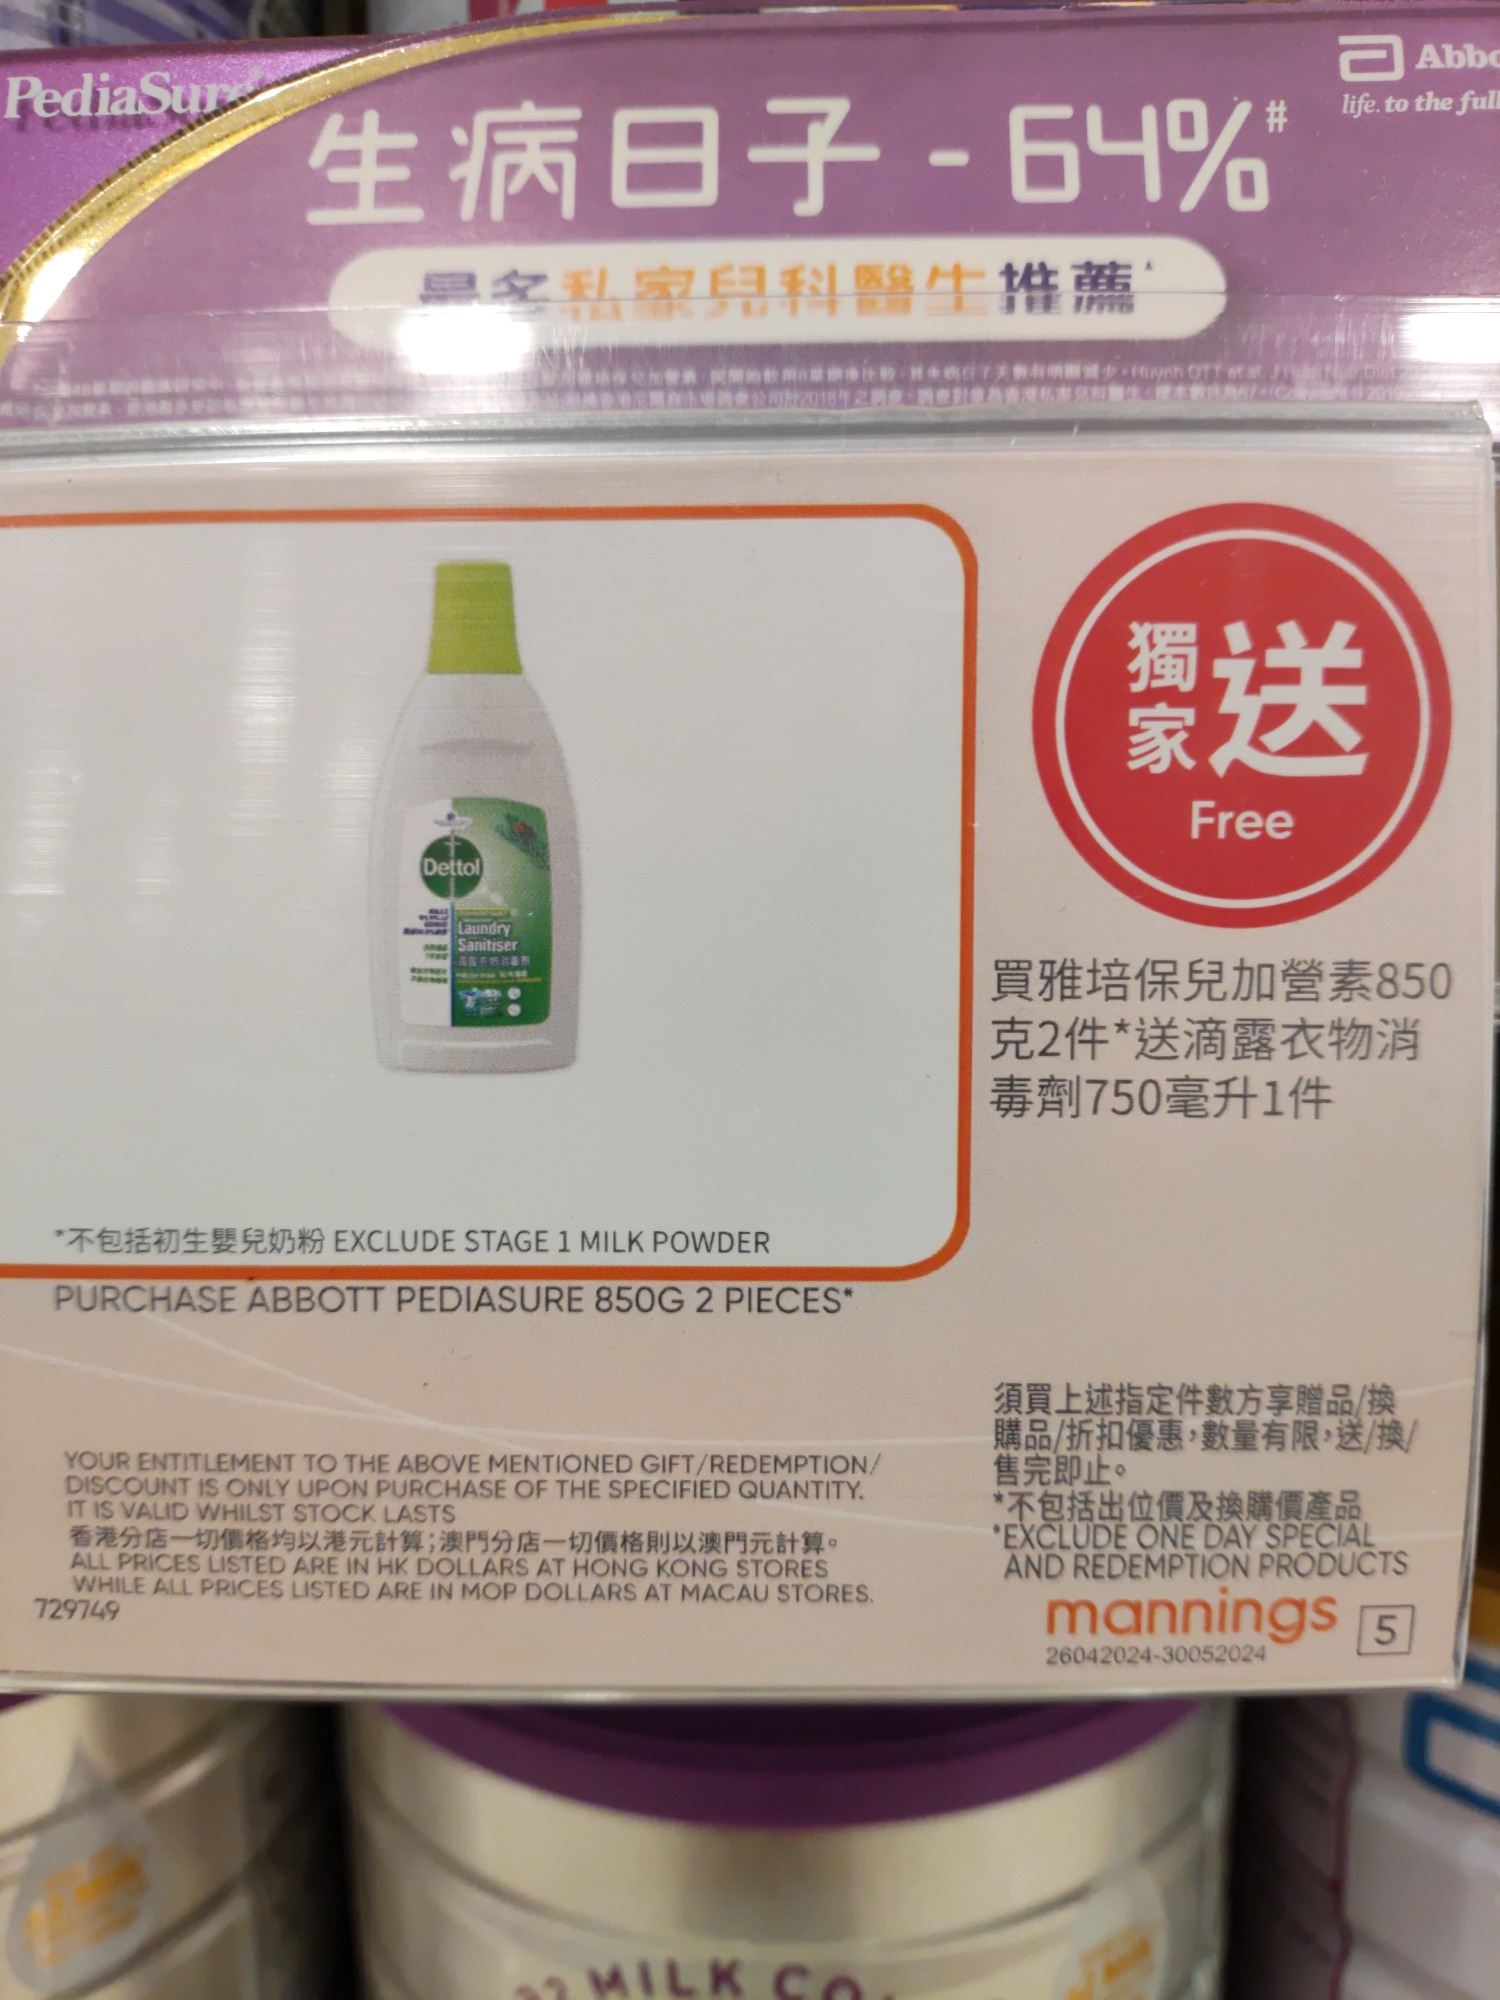 PediaSure
Abbo
life. to the full
生病日子 - 64%#
最多私家兒科醫生推薦^
獨家送
Free
Dettol
Laundry
Sanitiser
買雅培保兒加營素850
克2件*送滴露衣物消
毒劑750毫升1件
*不包括初生嬰兒奶粉 EXCLUDE STAGE 1 MILK POWDER
PURCHASE ABBOTT PEDIASURE 850G 2 PIECES*
須買上述指定件數方享贈品/換
購品/折扣優惠,數量有限,送/換/
售完即止。
*不包括出位價及換購價產品
*EXCLUDE ONE DAY SPECIAL
AND REDEMPTION PRODUCTS
YOUR ENTITLEMENT TO THE ABOVE MENTIONED GIFT/REDEMPTION/
DISCOUNT IS ONLY UPON PURCHASE OF THE SPECIFIED QUANTITY.
IT IS VALID WHILST STOCK LASTS
香港分店一切價格均以港元計算;澳門分店一切價格則以澳門元計算。
ALL PRICES LISTED ARE IN HK DOLLARS AT HONG KONG STORES
WHILE ALL PRICES LISTED ARE IN MOP DOLLARS AT MACAU STORES.
729749
mannings
5
26042024-30052024
MILK CO.